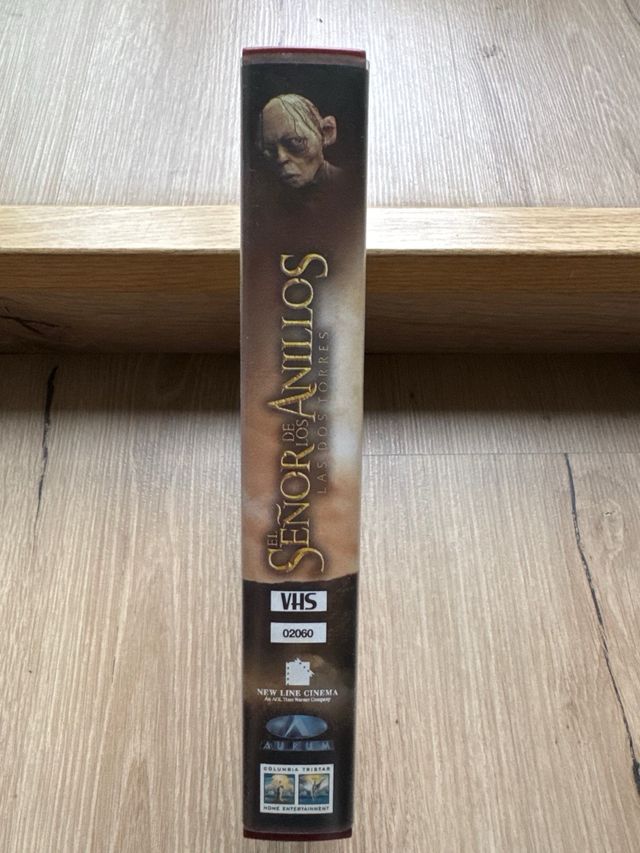 EL
SEÑOR
DE
LOS
ANILLOS
LAS DOS TORRES
VHS
02060
NEW LINE CINEMA
An AOL Time Warner Company
AURUM
COLUMBIA TRISTAR
HOME ENTERTAINMENT